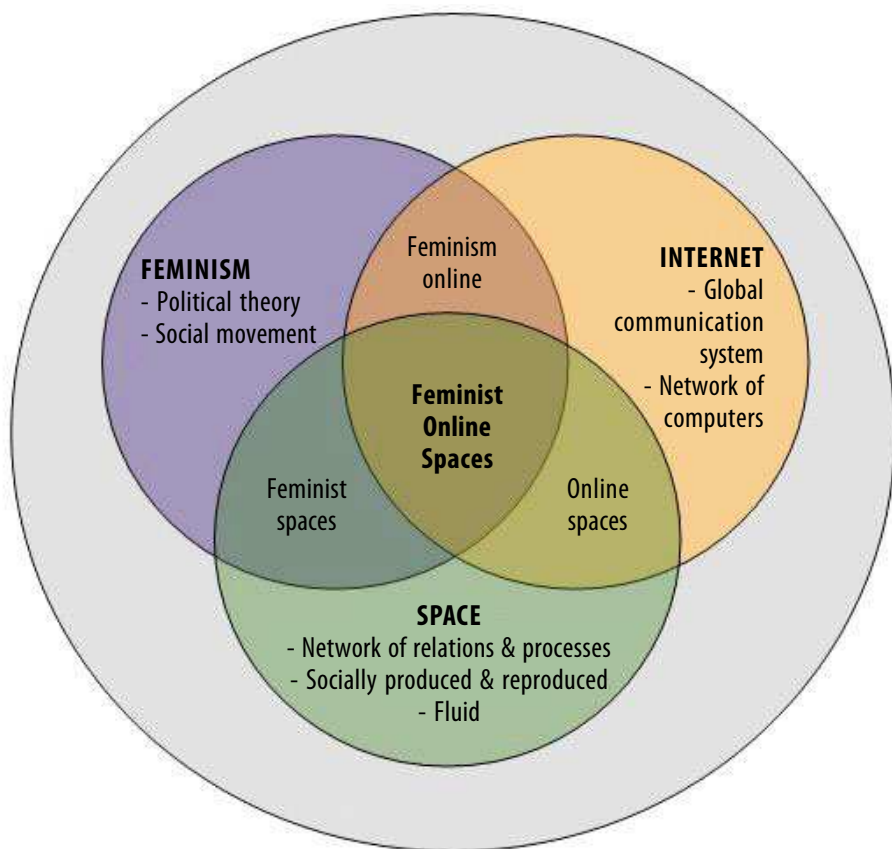 Feminism
online
FEMINISM
- Political theory
- Social movement
INTERNET
- Global
communication
system
- Network of
computers
Feminist
Online
Spaces
Feminist
spaces
Online
spaces
SPACE
- Network of relations & processes
- Socially produced & reproduced
- Fluid